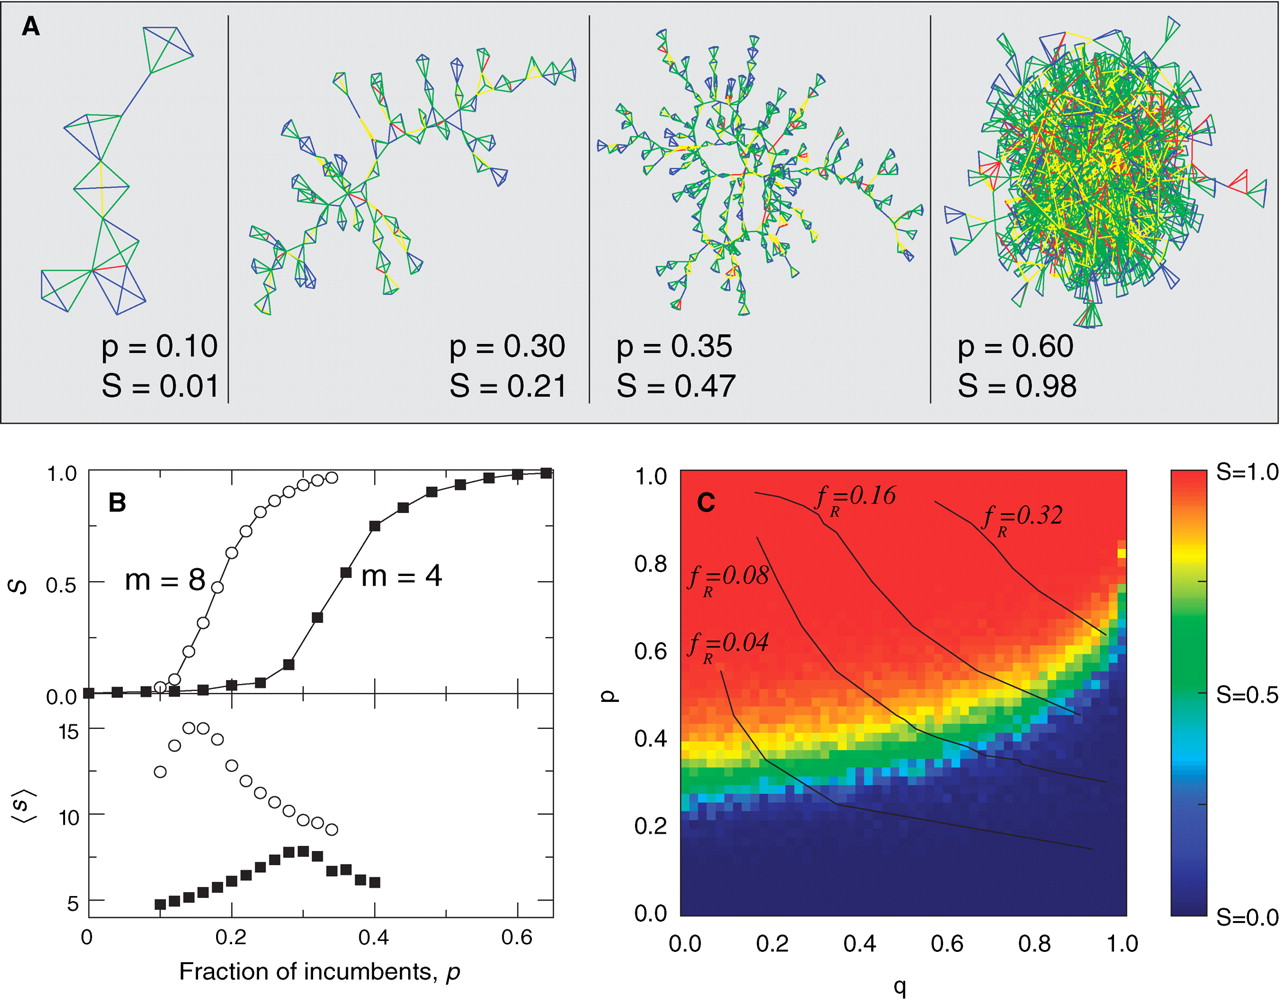 A
p = 0.10
S = 0.01
p = 0.30
S = 0.21
p = 0.35
S = 0.47
p = 0.60
S = 0.98
B
1.0
0.5
0.0
S
m = 8
m = 4
15
10
5
⟨s⟩
0 0.2 0.4 0.6
Fraction of incumbents, p
C
1.0
0.8
0.6
0.4
0.2
0.0
p
f_R=0.16
f_R=0.32
f_R=0.08
f_R=0.04
0.0 0.2 0.4 0.6 0.8 1.0
q
S=1.0
S=0.5
S=0.0